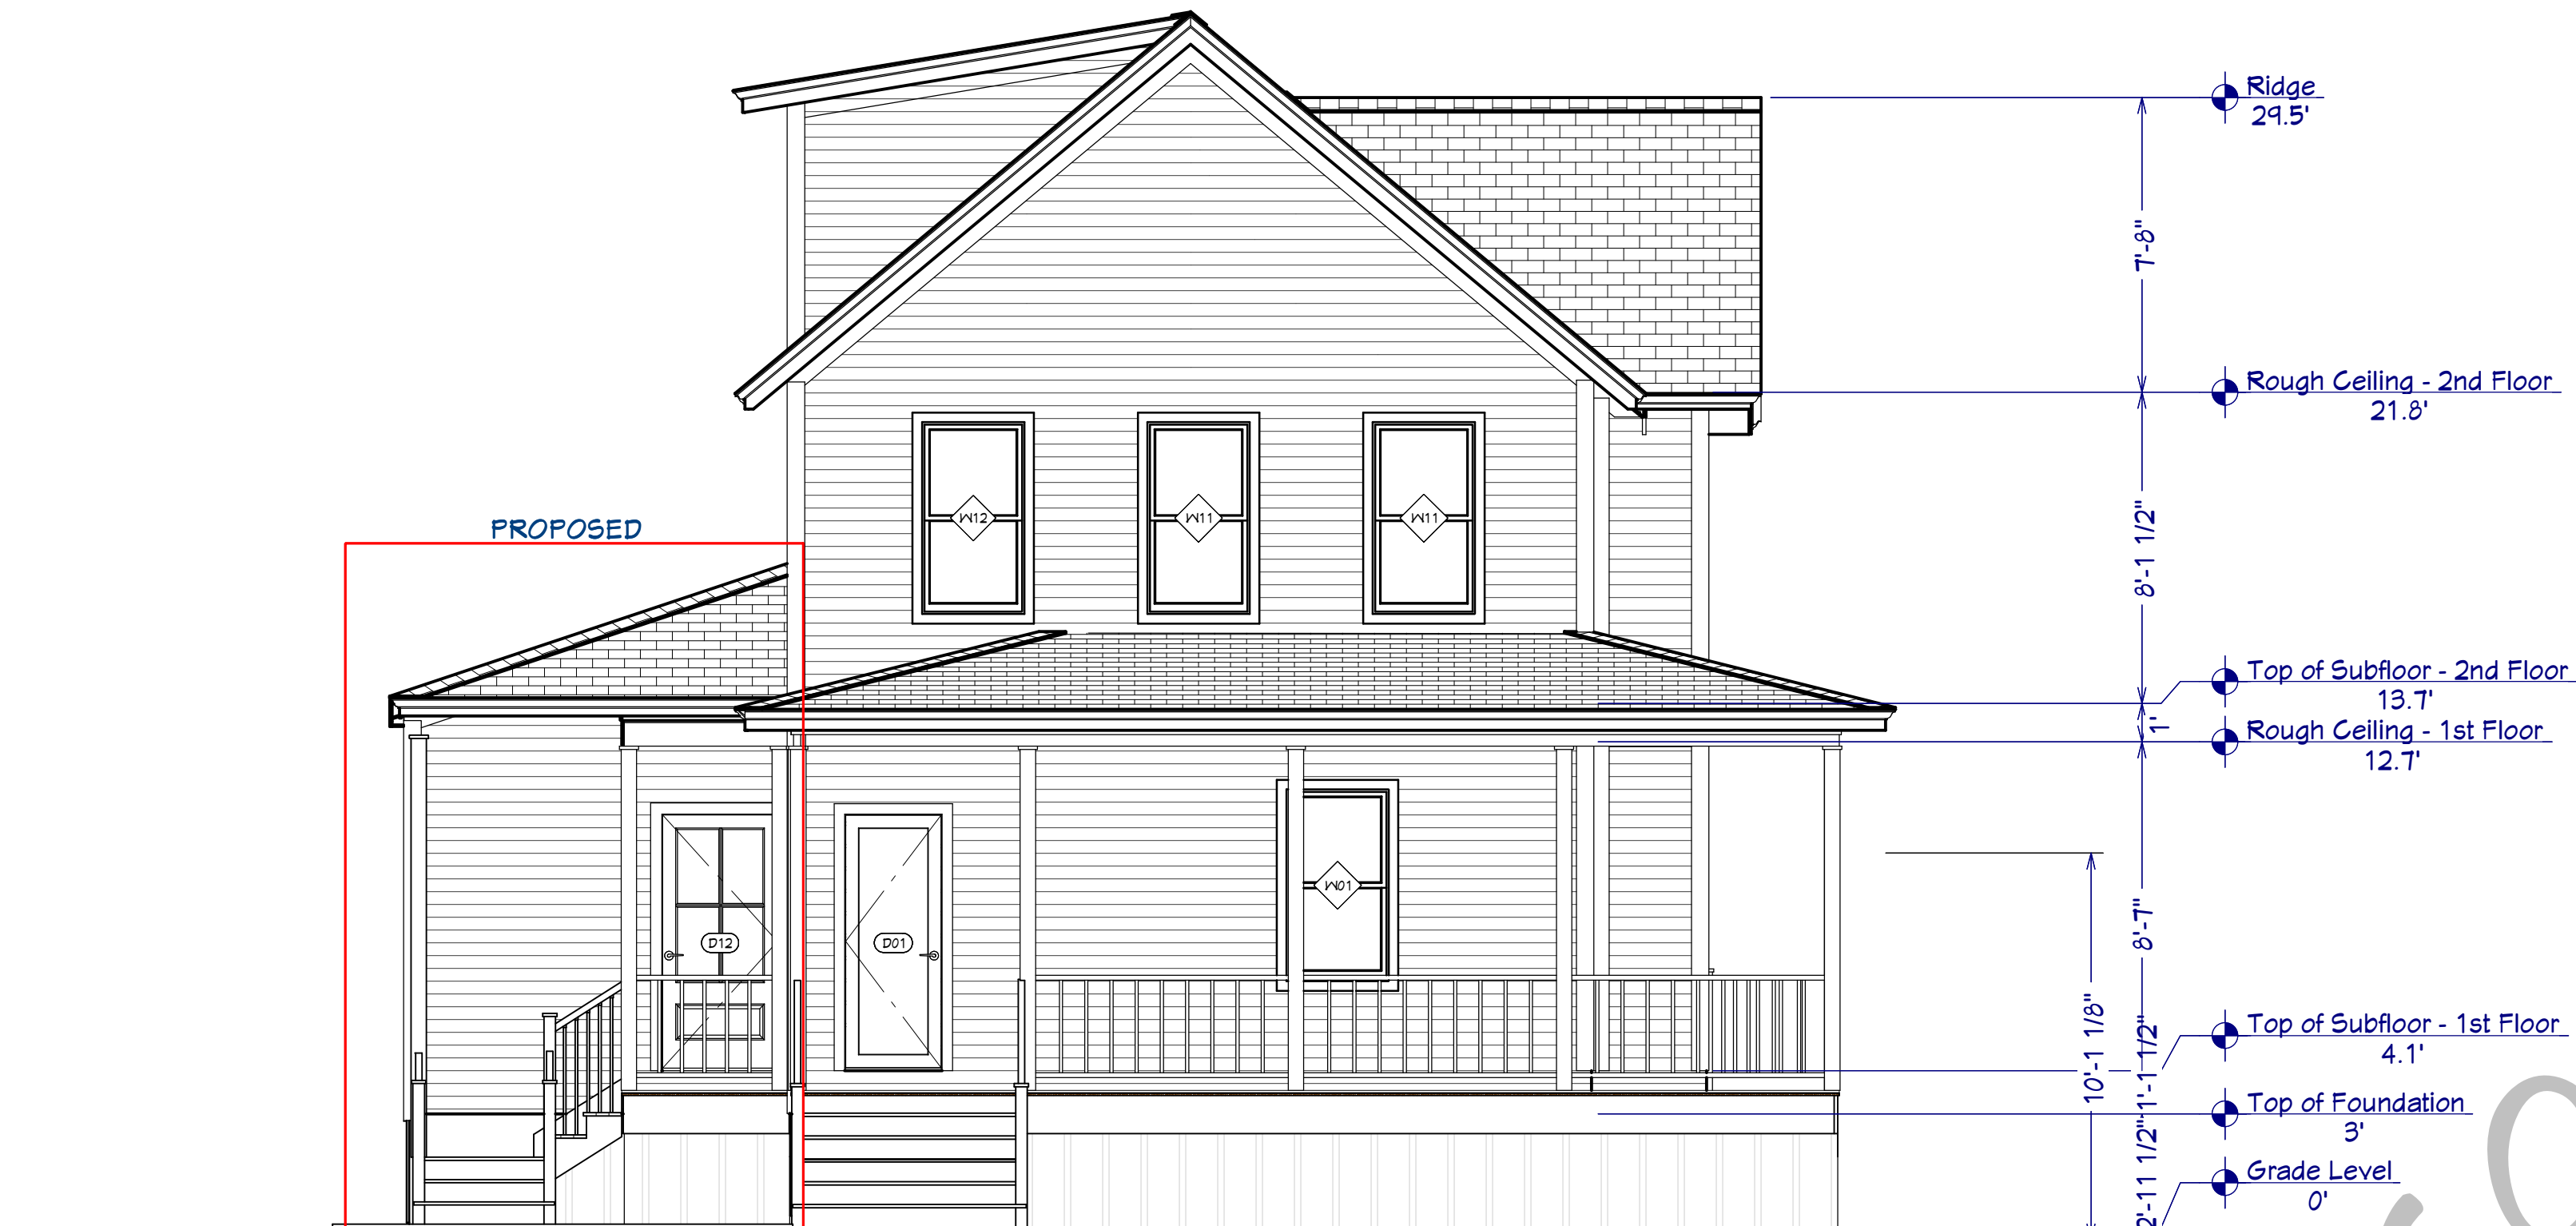 Ridge
29.5'
7'-8"
Rough Ceiling - 2nd Floor
21.8'
PROPOSED
W12
W11
W11
8'-1 1/2"
Top of Subfloor - 2nd Floor
13.7'
1'
Rough Ceiling - 1st Floor
12.7'
W01
D12
D01
8'-7"
10'-1 1/8"
Top of Subfloor - 1st Floor
4.1'
1'-1 1/2"
Top of Foundation
3'
2'-11 1/2"
Grade Level
0'